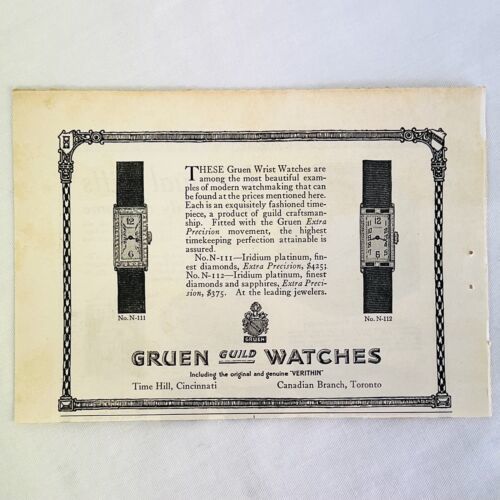 THESE Gruen Wrist Watches are
among the most beautiful exam-
ples of modern watchmaking that can
be found at the prices mentioned here.
Each is an exquisitely fashioned time-
piece, a product of guild craftsman-
ship. Fitted with the Gruen Extra
Precision movement, the highest
timekeeping perfection attainable is
assured.
No. N-111—Iridium platinum, fin-
est diamonds, Extra Precision, $425;
No. N-112—Iridium platinum, finest
diamonds and sapphires, Extra Preci-
sion, $375. At the leading jewelers.
No. N-111
No. N-112
GRUEN
GRUEN GUILD WATCHES
Including the original and genuine "VERITHIN"
Time Hill, Cincinnati
Canadian Branch, Toronto